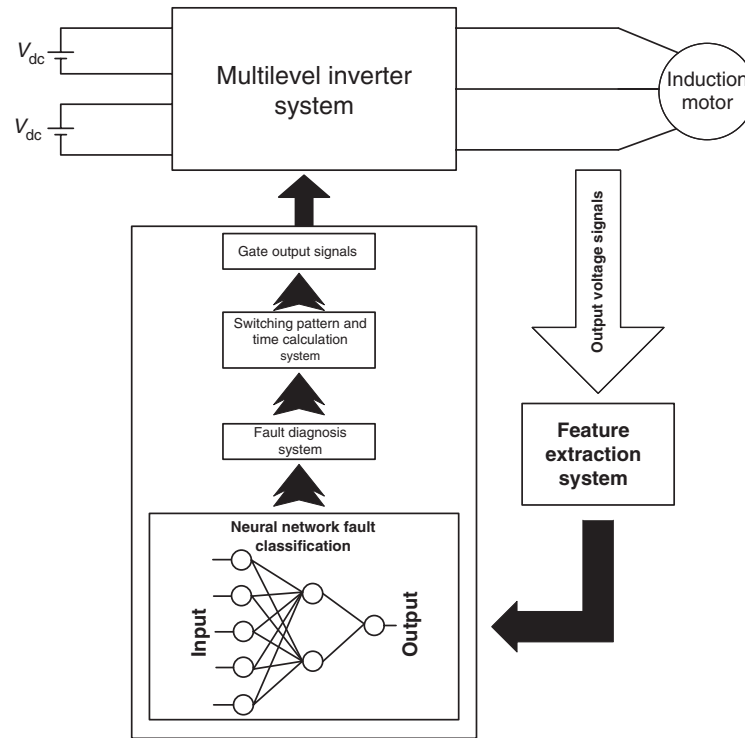 Vdc
Vdc
Multilevel inverter
system
Induction
motor
Gate output signals
Switching pattern and
time calculation
system
Fault diagnosis
system
Neural network fault
classification
Input
Output
Output voltage signals
Feature
extraction
system